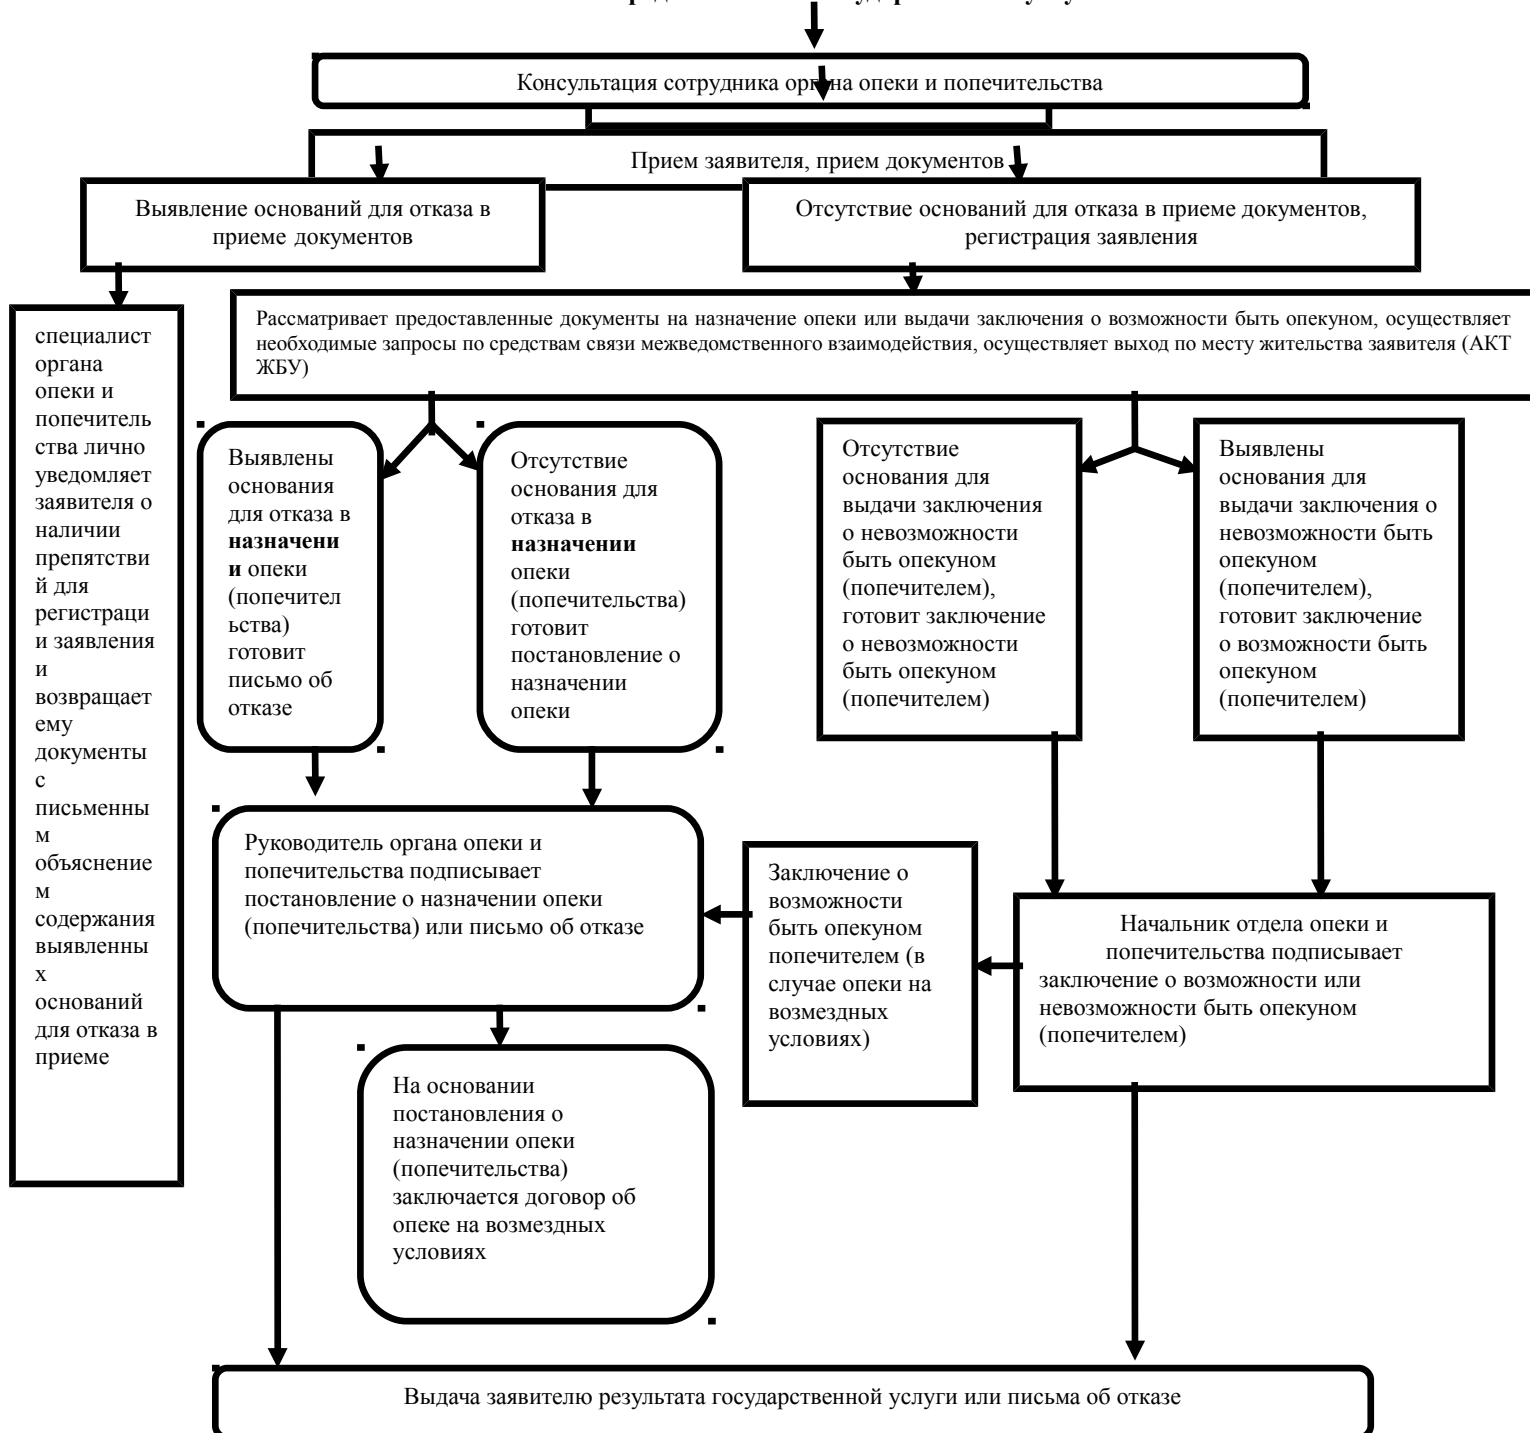 Консультация сотрудника органа опеки и попечительства
Прием заявителя, прием документов
Выявление оснований для отказа в
приеме документов
Отсутствие оснований для отказа в приеме документов,
регистрация заявления
специалист
органа
опеки и
попечитель
ства лично
уведомляет
заявителя о
наличии
препятстви
й для
регистраци
и заявления
и
возвращает
ему
документы
с
письменны
м
объяснение
м
содержания
выявленны
х
оснований
для отказа в
приеме
Рассматривает предоставленные документы на назначение опеки или выдачи заключения о возможности быть опекуном, осуществляет
необходимые запросы по средствам связи межведомственного взаимодействия, осуществляет выход по месту жительства заявителя (АКТ
ЖБУ)
Выявлены
основания
для отказа в
назначени
и опеки
(попечител
ьства)
готовит
письмо об
отказе
Отсутствие
основания для
отказа в
назначении
опеки
(попечительства)
готовит
постановление о
назначении
опеки
Отсутствие
основания для
выдачи заключения
о невозможности
быть опекуном
(попечителем),
готовит заключение
о невозможности
быть опекуном
(попечителем)
Выявлены
основания для
выдачи заключения о
невозможности быть
опекуном
(попечителем),
готовит заключение
о возможности быть
опекуном
(попечителем)
Руководитель органа опеки и
попечительства подписывает
постановление о назначении опеки
(попечительства) или письмо об отказе
Заключение о
возможности
быть опекуном
попечителем (в
случае опеки на
возмездных
условиях)
Начальник отдела опеки и
попечительства подписывает
заключение о возможности или
невозможности быть опекуном
(попечителем)
На основании
постановления о
назначении опеки
(попечительства)
заключается договор об
опеке на возмездных
условиях
Выдача заявителю результата государственной услуги или письма об отказе